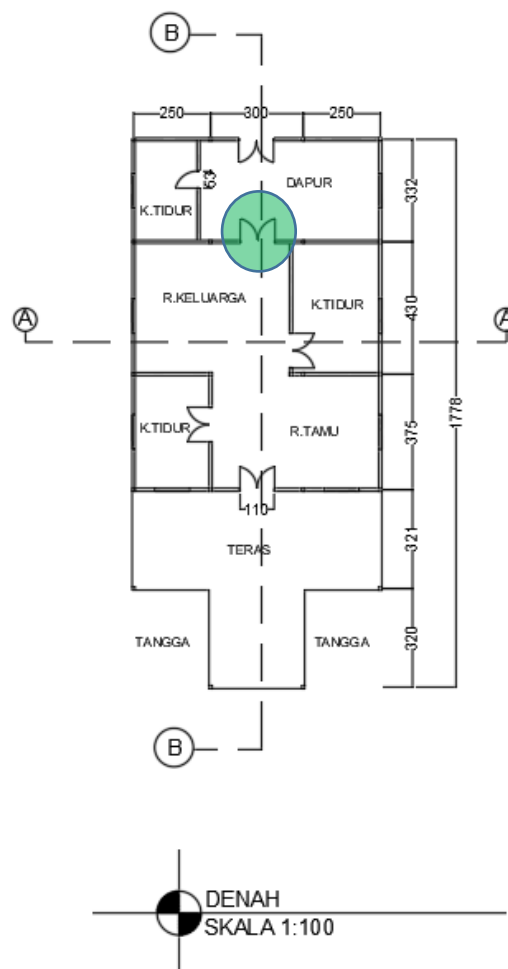 B
250 300 250
53
DAPUR
332
K.TIDUR
R.KELUARGA
K.TIDUR
430
A
A
K.TIDUR
R.TAMU
375
1778
110
TERAS
321
TANGGA
TANGGA
320
B
DENAH
SKALA 1:100